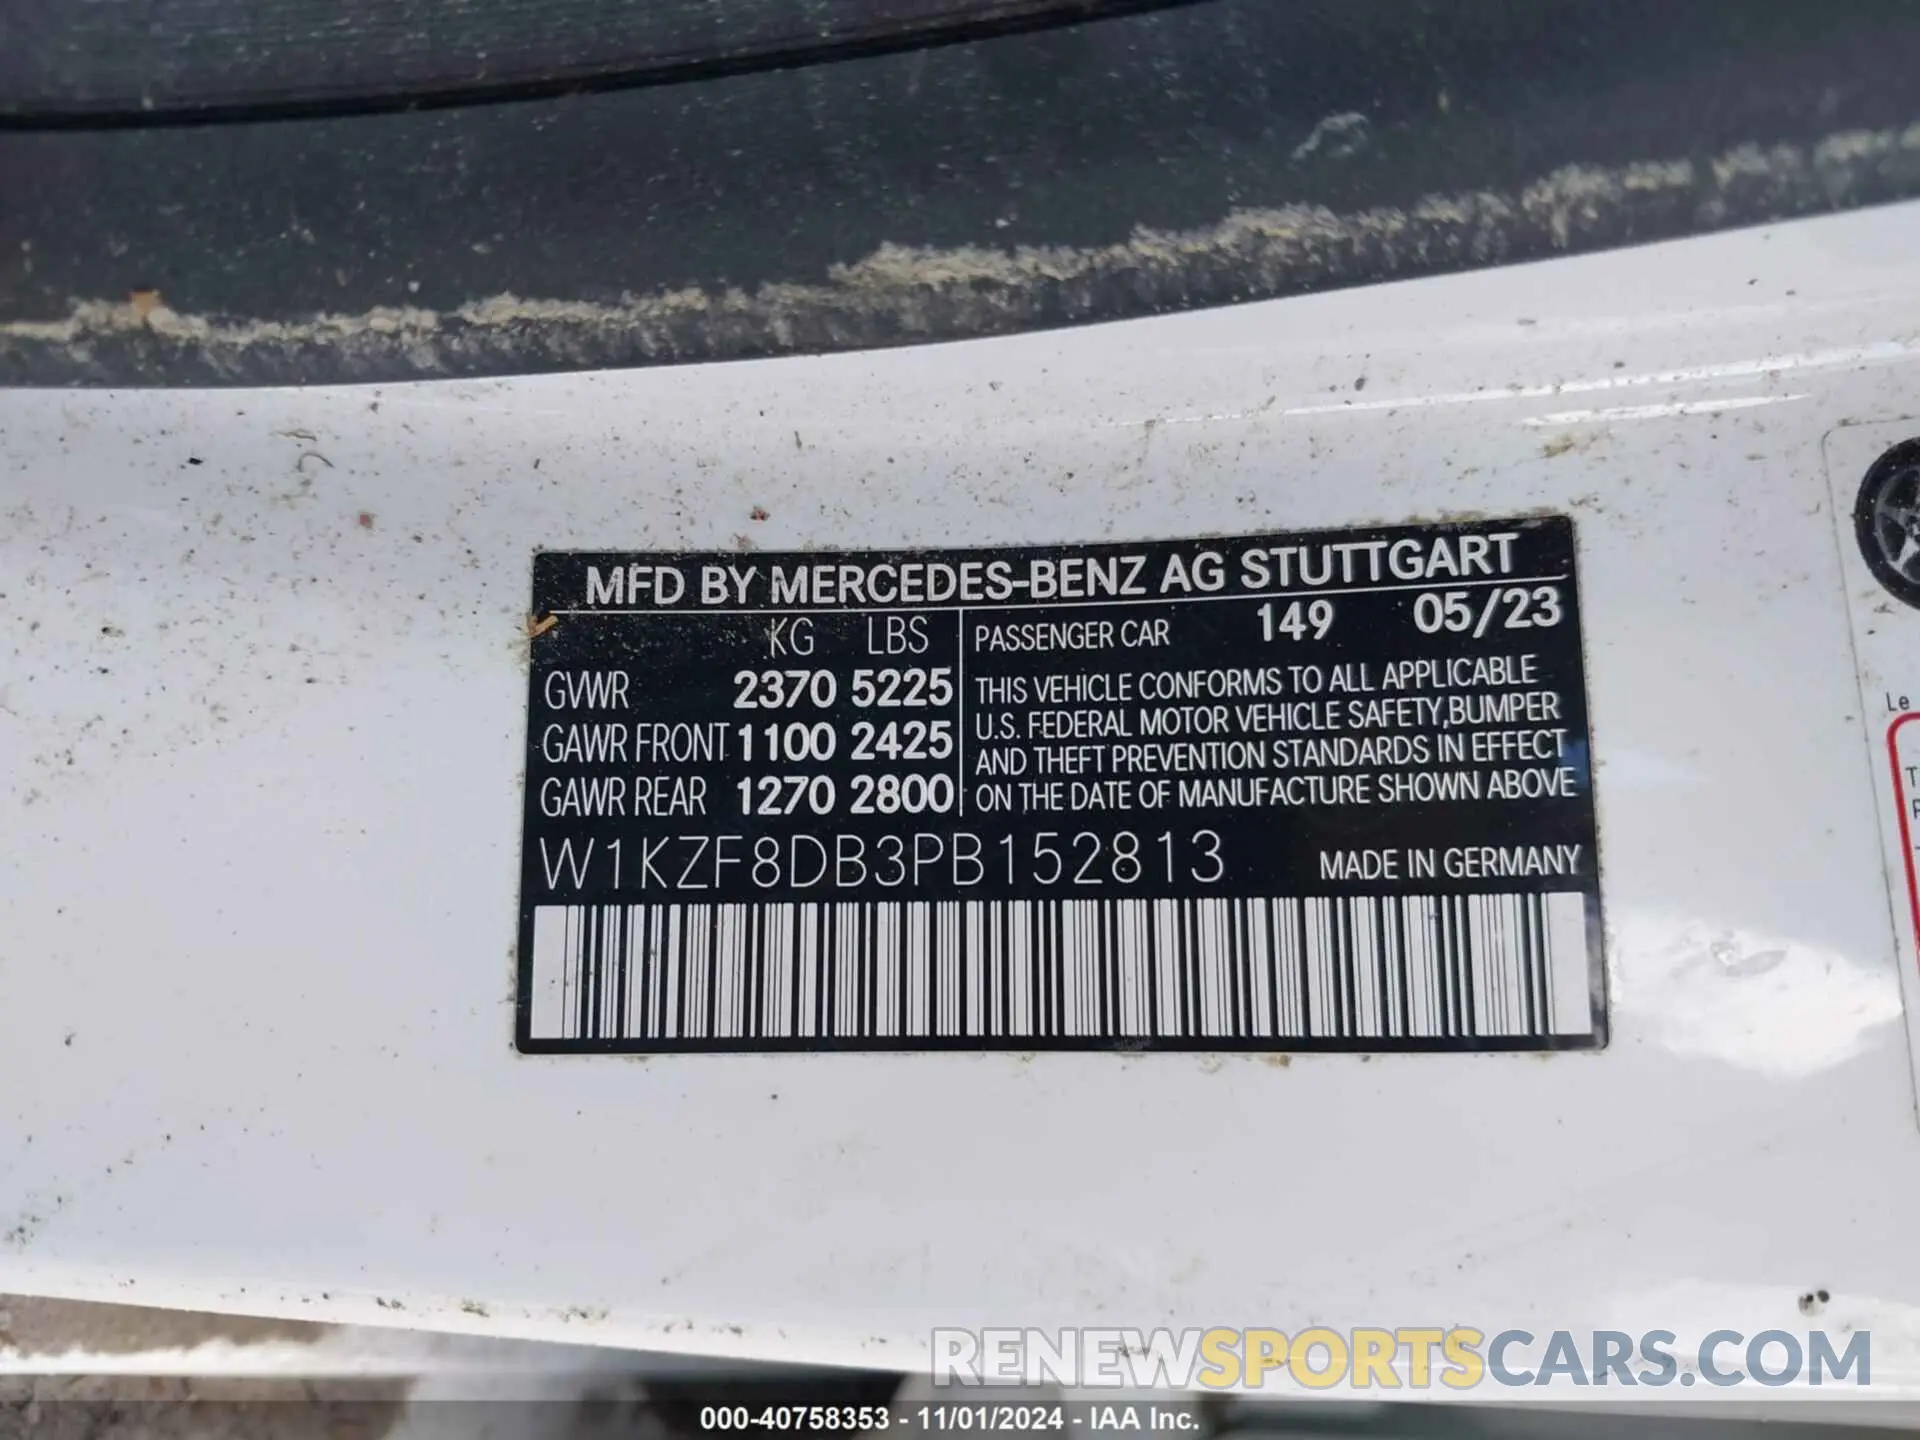 MFD BY MERCEDES-BENZ AG STUTTGART
KG LBS
GVWR 2370 5225
GAWR FRONT 1100 2425
GAWR REAR 1270 2800
PASSENGER CAR 149 05/23
THIS VEHICLE CONFORMS TO ALL APPLICABLE
U.S. FEDERAL MOTOR VEHICLE SAFETY,BUMPER
AND THEFT PREVENTION STANDARDS IN EFFECT
ON THE DATE OF MANUFACTURE SHOWN ABOVE
W1KZF8DB3PB152813
MADE IN GERMANY
Le
RENEWSPORTSCARS.COM
000-40758353 - 11/01/2024 - IAA Inc.